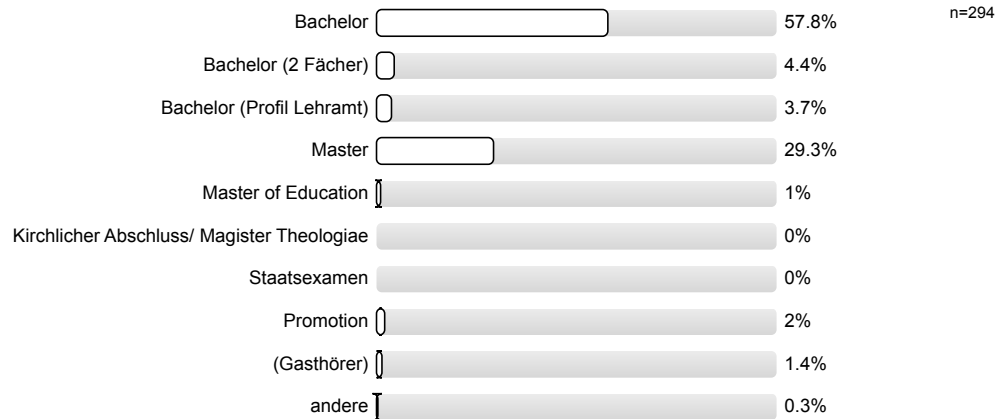 Bachelor 57.8% n=294
Bachelor (2 Fächer) 4.4%
Bachelor (Profil Lehramt) 3.7%
Master 29.3%
Master of Education 1%
Kirchlicher Abschluss/ Magister Theologiae 0%
Staatsexamen 0%
Promotion 2%
(Gasthörer) 1.4%
andere 0.3%